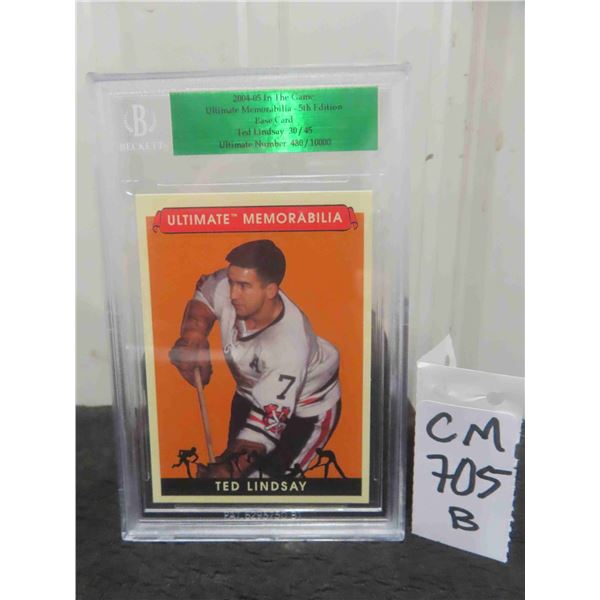 2004-05 In The Game
Ultimate Memorabilia - 5th Edition
Base Card
Ted Lindsay 30 / 45
Ultimate Number 480 / 10000
B
BECKETT
ULTIMATE™ MEMORABILIA
A
7
TED LINDSAY
CM
705
B